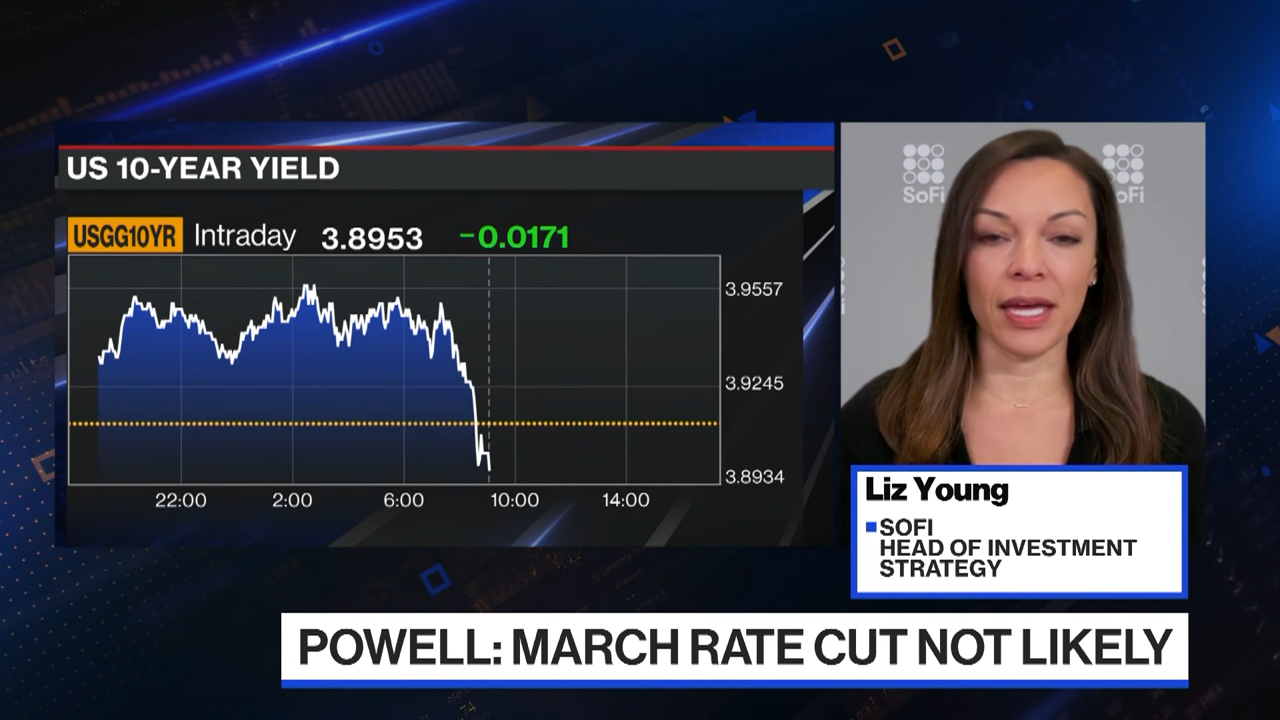 US 10-YEAR YIELD
USGG10YR Intraday 3.8953 -0.0171
3.9557
3.9245
3.8934
22:00 2:00 6:00 10:00 14:00
SoFi
oFi
Liz Young
SOFI
HEAD OF INVESTMENT
STRATEGY
POWELL: MARCH RATE CUT NOT LIKELY